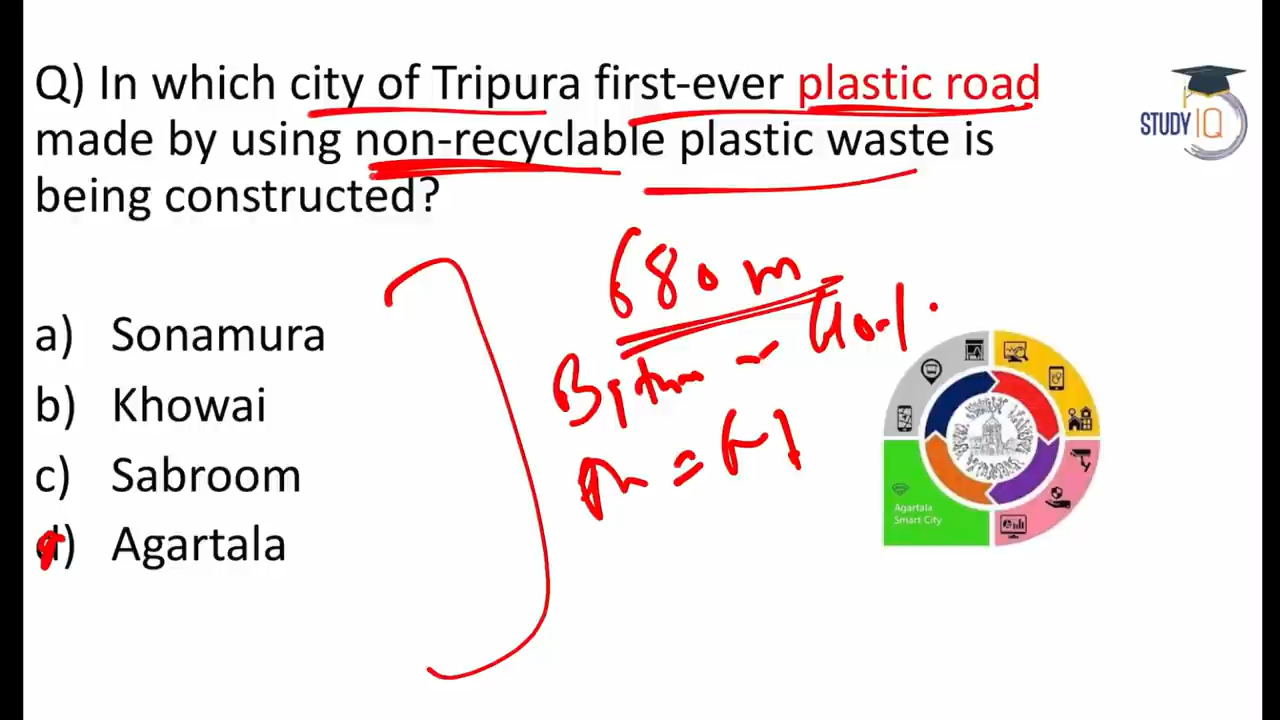 Q) In which city of Tripura first-ever plastic road
made by using non-recyclable plastic waste is
being constructed?
STUDY IQ
680 m
a) Sonamura
b) Khowai
c) Sabroom
d) Agartala
Agartala
Smart City